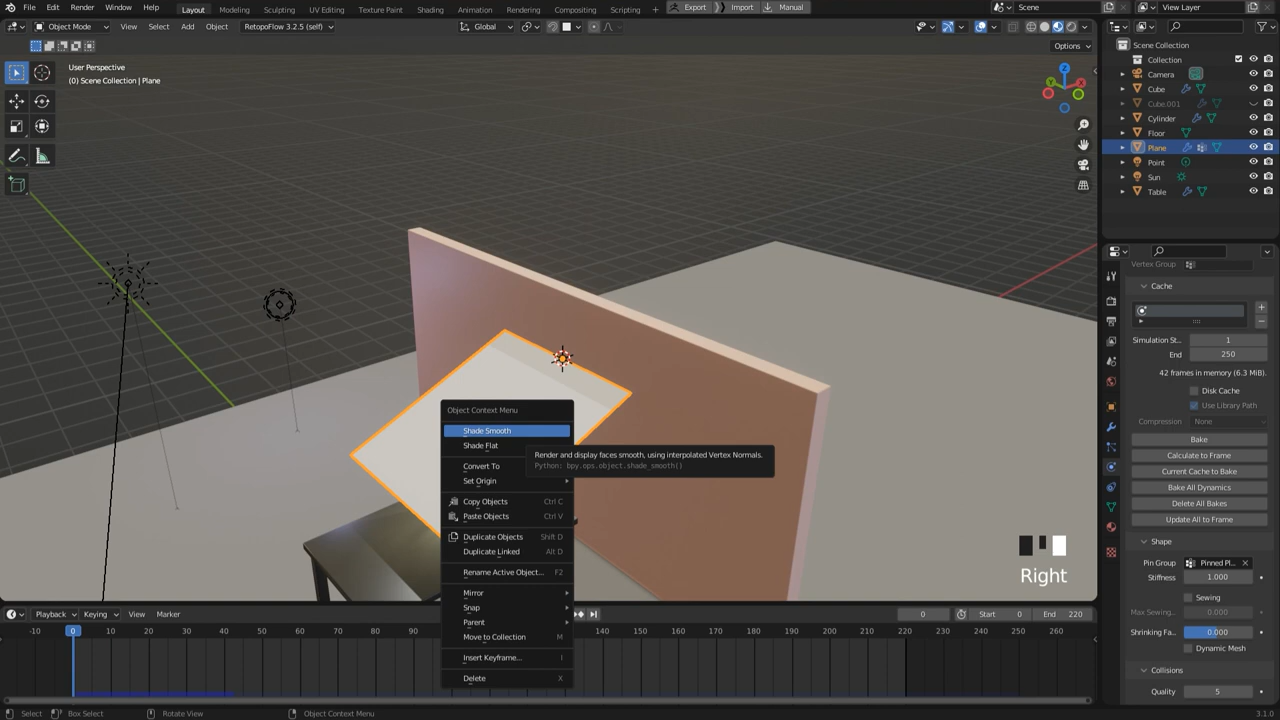 File Edit Render Window Help Layout Modeling Sculpting UV Editing Texture Paint Shading Animation Rendering Compositing Scripting + Export Import Manual Scene View Layer
Object Mode View Select Add Object RetopoFlow 3.2.5 (self) Global
Options
User Perspective
(0) Scene Collection | Plane
Z
Y
X
Scene Collection
Collection
Camera
Cube
Cube.001
Cylinder
Floor
Plane
Point
Sun
Table
Vertex Group
Cache
Simulation St... 1
End 250
42 frames in memory (6.3 MiB).
Disk Cache
Use Library Path
Compression None
Bake
Calculate to Frame
Current Cache to Bake
Bake All Dynamics
Delete All Bakes
Update All to Frame
Shape
Pin Group Pinned Pl...
Stiffness 1.000
Sewing
Max Sewing... 0.000
Shrinking Fa... 0.000
Dynamic Mesh
Collisions
Quality 5
Object Context Menu
Shade Smooth
Shade Flat
Convert To
Set Origin
Copy Objects Ctrl C
Paste Objects Ctrl V
Duplicate Objects Shift D
Duplicate Linked Alt D
Rename Active Object... F2
Mirror
Snap
Parent
Move to Collection M
Insert Keyframe... I
Delete X
Render and display faces smooth, using interpolated Vertex Normals.
Python: bpy.ops.object.shade_smooth()
Right
Playback Keying View Marker 0 Start 0 End 220
-10 0 10 20 30 40 50 60 70 80 140 150 160 170 180 190 200 210 220 230 240 250 260
Select Box Select Rotate View Object Context Menu 3.1.0